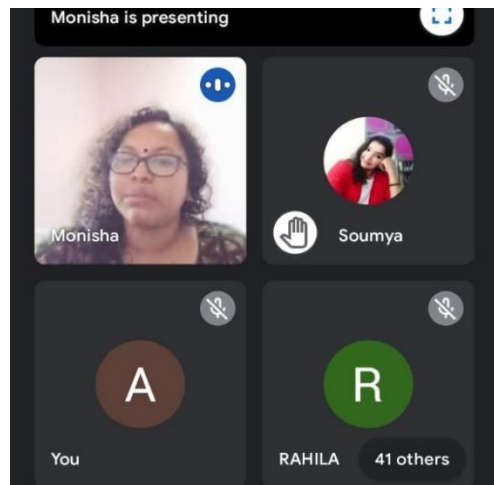 Monisha is presenting
Monisha
Soumya
A
R
You
RAHILA
41 others